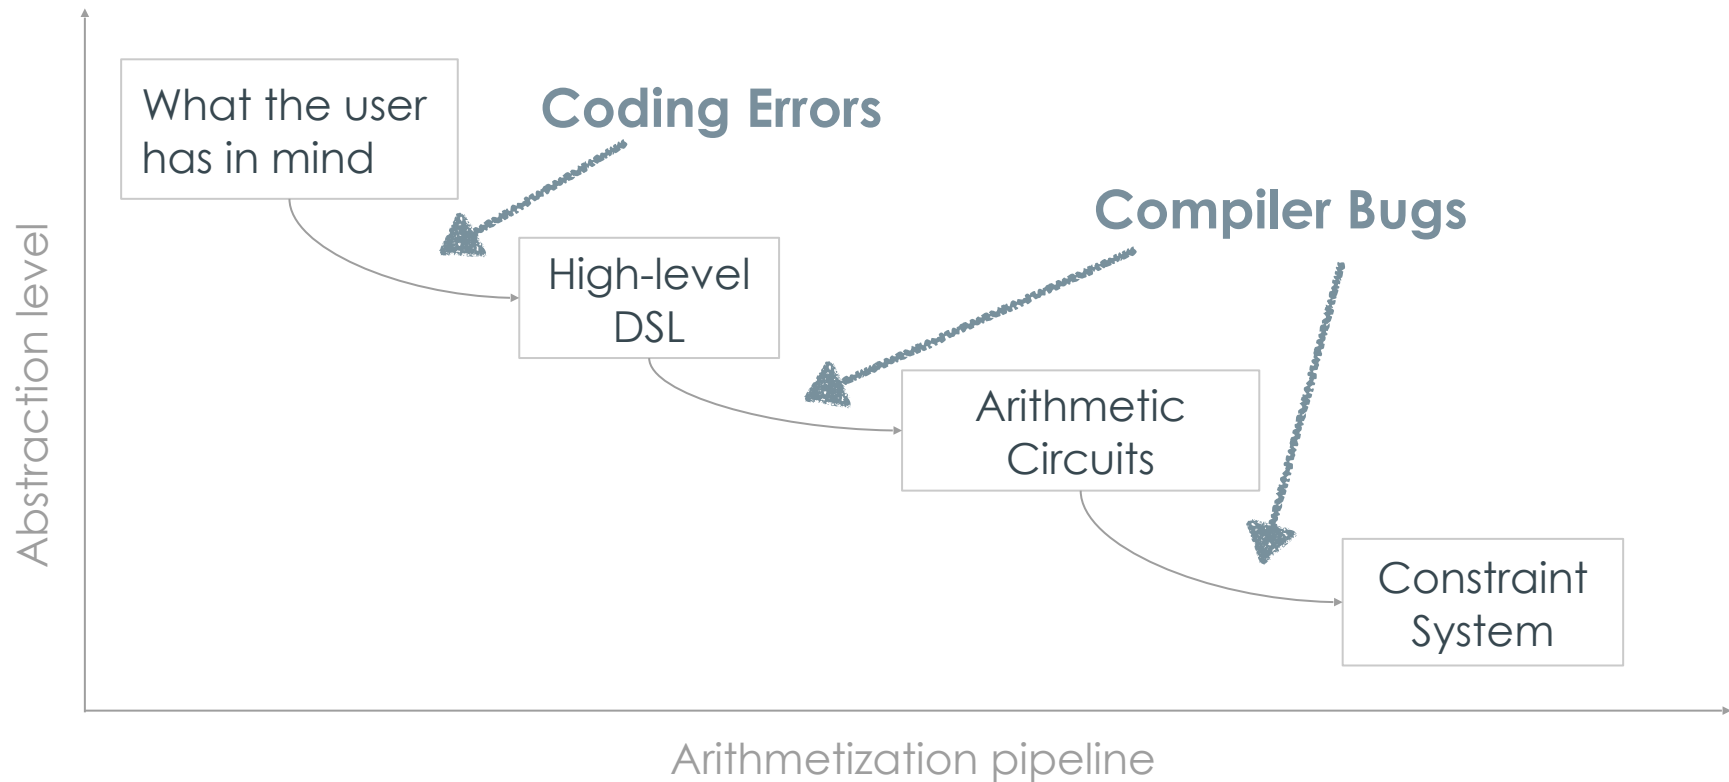 What the user
has in mind
Coding Errors
Compiler Bugs
High-level
DSL
Arithmetic
Circuits
Constraint
System
Abstraction level
Arithmetization pipeline